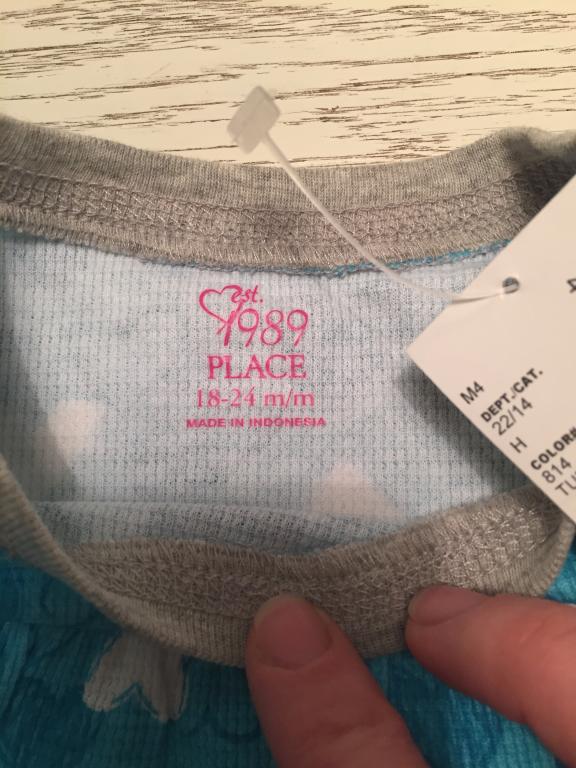 est.
1989
PLACE
18-24 m/m
MADE IN INDONESIA
M4
DEPT./CAT.
22/14
H
COLOR#
814